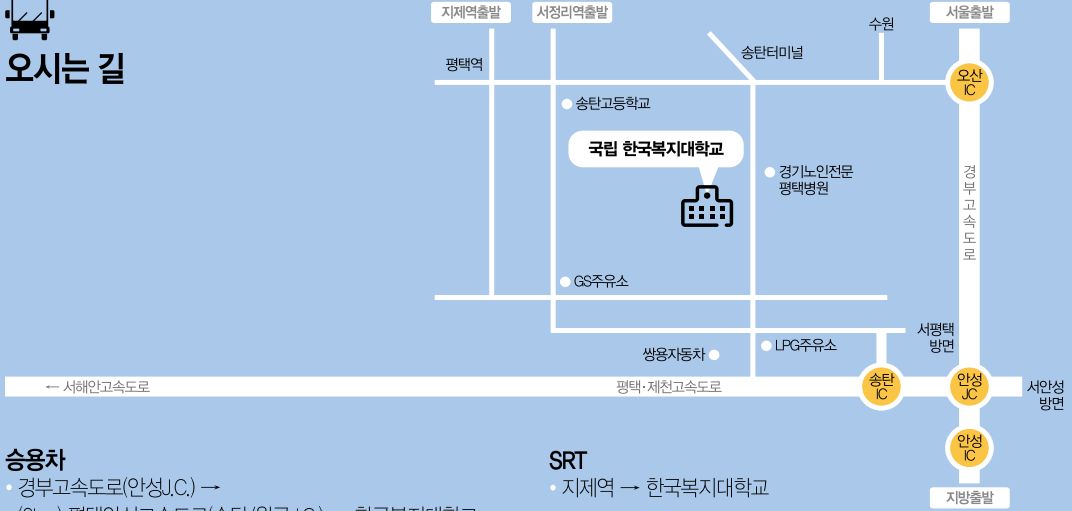 오시는 길
지제역출발
서정리역출발
서울출발
수원
송탄터미널
평택역
오산
IC
송탄고등학교
국립 한국복지대학교
경기노인전문
평택병원
경부고속도로
GS주유소
서평택
방면
LPG주유소
쌍용자동차
← 서해안고속도로
평택·제천고속도로
송탄
IC
안성
JC
서안성
방면
안성
IC
지방출발
승용차
• 경부고속도로(안성J.C.) →
SRT
• 지제역 → 한국복지대학교